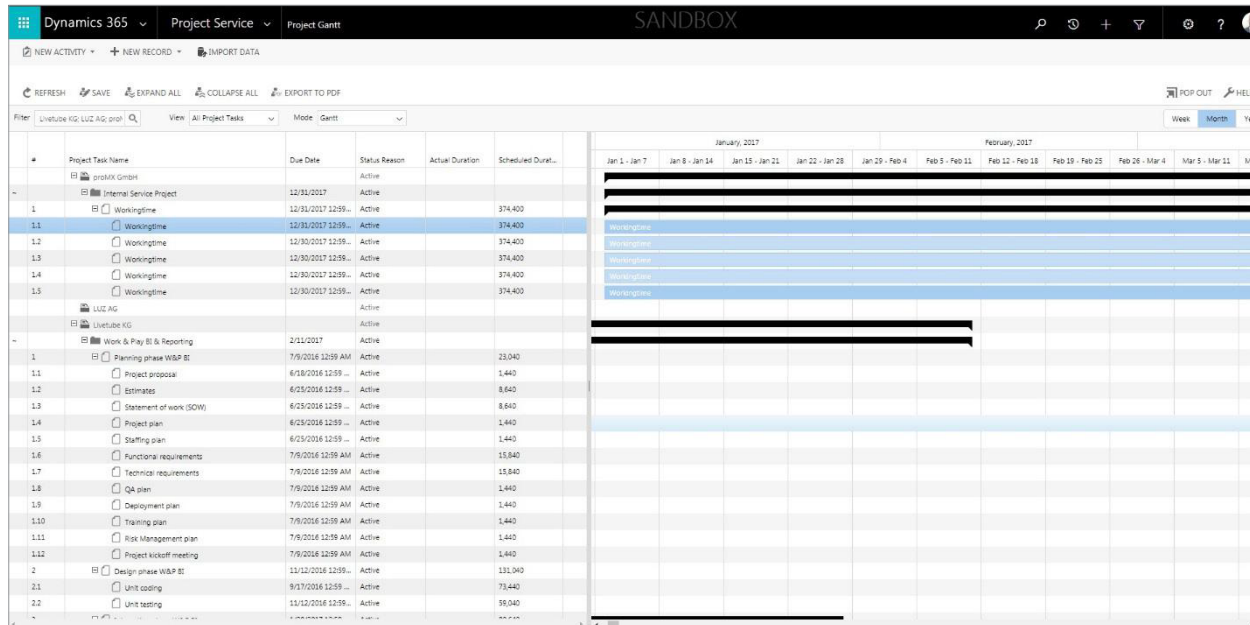 Dynamics 365 Project Service Project Gantt SANDBOX ?
NEW ACTIVITY + NEW RECORD IMPORT DATA
REFRESH SAVE EXPAND ALL COLLAPSE ALL EXPORT TO PDF POP OUT HEL
Filter Livetube KG; LUZ AG; pro View All Project Tasks Mode Gantt Week Month Ye
January, 2017 February, 2017
# Project Task Name Due Date Status Reason Actual Duration Scheduled Durat... Jan 1 - Jan 7 Jan 8 - Jan 14 Jan 15 - Jan 21 Jan 22 - Jan 28 Jan 29 - Feb 4 Feb 5 - Feb 11 Feb 12 - Feb 18 Feb 19 - Feb 25 Feb 26 - Mar 4 Mar 5 - Mar 11 M
proMX GmbH Active
~ Internal Service Project 12/31/2017 Active
1 Workingtime 12/31/2017 12:59... Active 374,400
1.1 Workingtime 12/31/2017 12:59... Active 374,400 Workingtime
1.2 Workingtime 12/30/2017 12:59... Active 374,400 Workingtime
1.3 Workingtime 12/30/2017 12:59... Active 374,400 Workingtime
1.4 Workingtime 12/30/2017 12:59... Active 374,400 Workingtime
1.5 Workingtime 12/30/2017 12:59... Active 374,400 Workingtime
LUZ AG Active
Livetube KG Active
~ Work & Play BI & Reporting 2/11/2017 Active
1 Planning phase W&P BI 7/9/2016 12:59 AM Active 23,040
1.1 Project proposal 6/18/2016 12:59 ... Active 1,440
1.2 Estimates 6/25/2016 12:59 ... Active 8,640
1.3 Statement of work (SOW) 6/25/2016 12:59 ... Active 8,640
1.4 Project plan 6/25/2016 12:59 ... Active 1,440
1.5 Staffing plan 6/25/2016 12:59 ... Active 1,440
1.6 Functional requirements 7/9/2016 12:59 AM Active 15,840
1.7 Technical requirements 7/9/2016 12:59 AM Active 15,840
1.8 QA plan 7/9/2016 12:59 AM Active 1,440
1.9 Deployment plan 7/9/2016 12:59 AM Active 1,440
1.10 Training plan 7/9/2016 12:59 AM Active 1,440
1.11 Risk Management plan 7/9/2016 12:59 AM Active 1,440
1.12 Project kickoff meeting 7/9/2016 12:59 AM Active 1,440
2 Design phase W&P BI 11/12/2016 12:59... Active 131,040
2.1 Unit coding 9/17/2016 12:59 ... Active 73,440
2.2 Unit testing 11/12/2016 12:59... Active 59,040